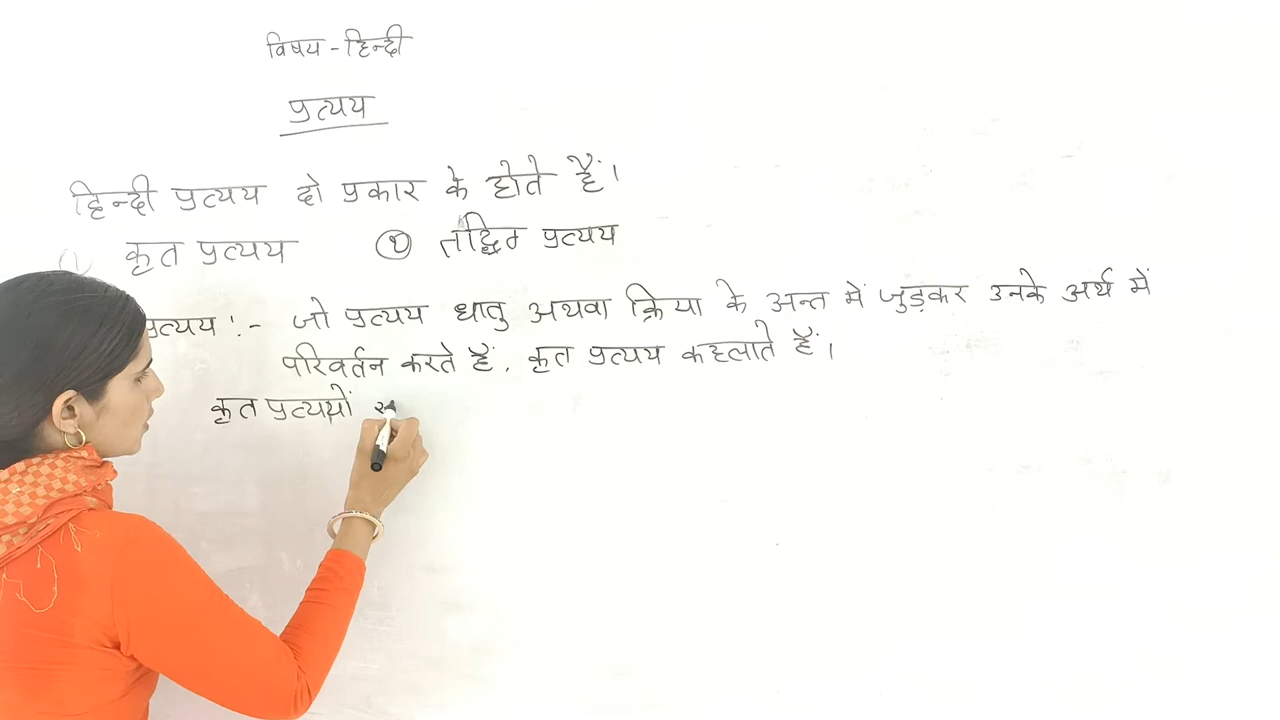 विषय - हिन्दी
प्रत्यय
हिन्दी प्रत्यय दो प्रकार के होते हैं।
कृत प्रत्यय ② तद्धित प्रत्यय
प्रत्यय :- जो प्रत्यय धातु अथवा क्रिया के अन्त में जुड़कर उनके अर्थ में
परिवर्तन करते हैं, कृत प्रत्यय कहलाते हैं।
कृत प्रत्ययों